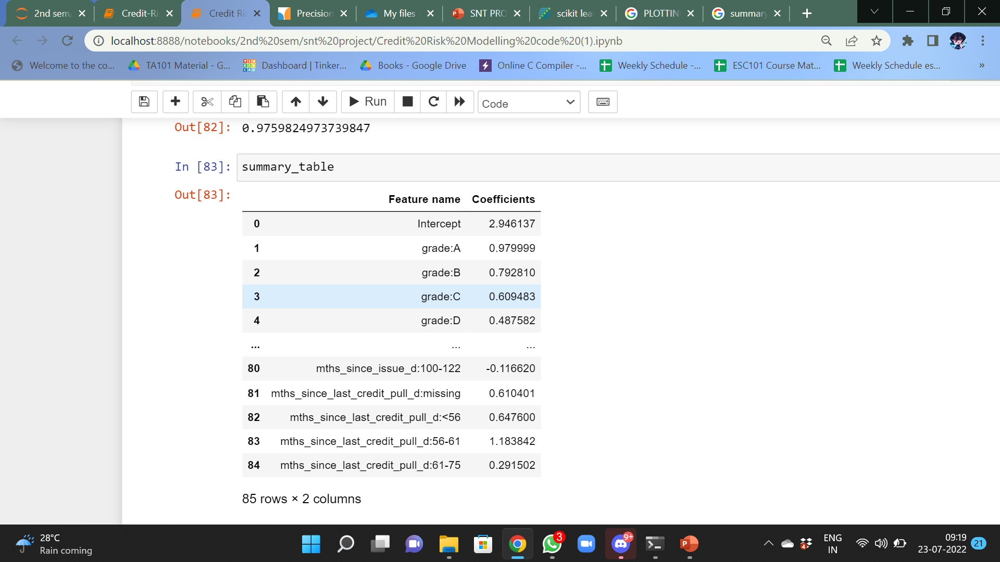 2nd sem
Credit-Ri
Credit Ris
Precision
My files -
SNT PRO
scikit lear
PLOTTIN
summary
localhost:8888/notebooks/2nd%20sem/snt%20project/Credit%20Risk%20Modelling%20code%20(1).ipynb
Welcome to the co...
TA101 Material - G...
Dashboard | Tinker...
Books - Google Drive
Online C Compiler -...
Weekly Schedule -...
ESC101 Course Mat...
Weekly Schedule es...
»
Run
Code
Out[82]: 0.9759824973739847
In [83]: summary_table
Out[83]:
Feature name Coefficients
0 Intercept 2.946137
1 grade:A 0.979999
2 grade:B 0.792810
3 grade:C 0.609483
4 grade:D 0.487582
... ... ...
80 mths_since_issue_d:100-122 -0.116620
81 mths_since_last_credit_pull_d:missing 0.610401
82 mths_since_last_credit_pull_d:<56 0.647600
83 mths_since_last_credit_pull_d:56-61 1.183842
84 mths_since_last_credit_pull_d:61-75 0.291502
85 rows × 2 columns
28°C
Rain coming
3
9+
4
ENG
IN
09:19
23-07-2022
21